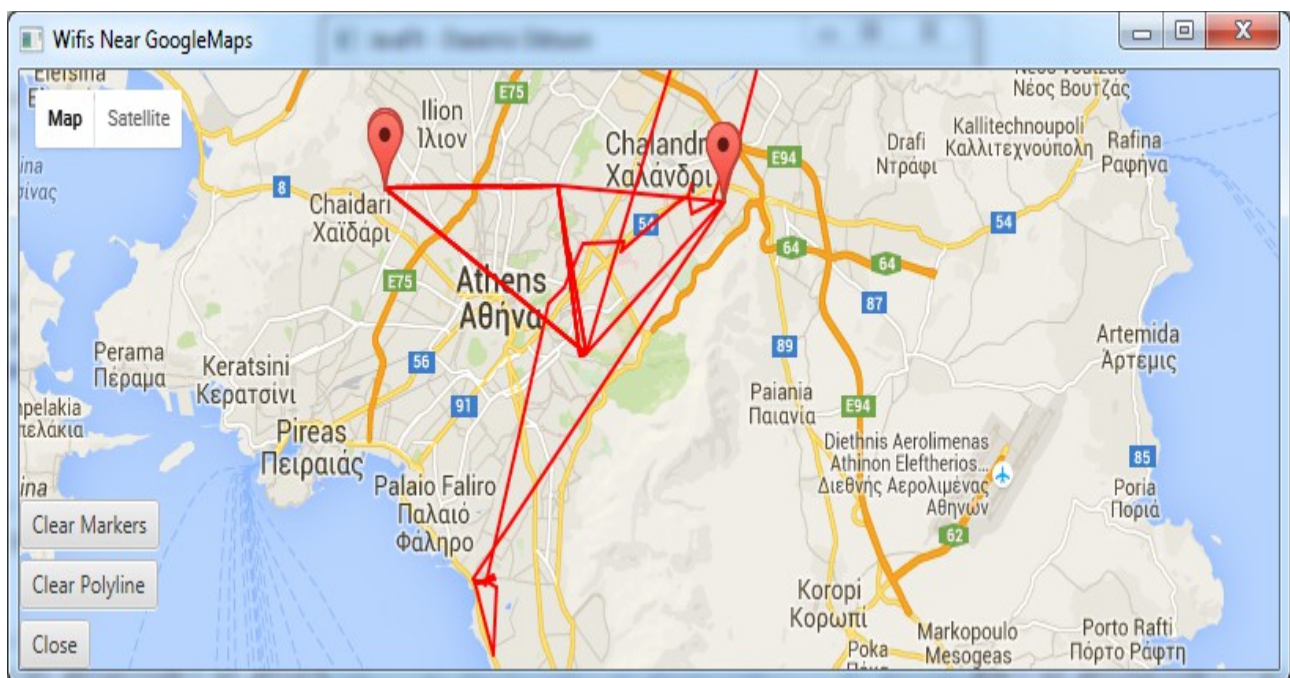 Wifis Near GoogleMaps
Map Satellite
Ilion
Ίλιον
E75
Chalandri
Χαλάνδρι
E94
Drafi
Ντράφι
Kallitechnoupoli
Καλλιτεχνούπολη
Νέος Βουτζάς
Rafina
Ραφήνα
8
Chaidari
Χαϊδάρι
54
54
64
64
E75
Athens
Αθήνα
87
Perama
Πέραμα
Keratsini
Κερατσίνι
56
89
Artemida
Άρτεμις
91
Paiania
Παιανία
E94
Pireas
Πειραιάς
Diethnis Aerolimenas
Athinon Eleftherios...
Διεθνής Αερολιμένας
Αθηνών
85
Palaio Faliro
Παλαιό
Φάληρο
Poria
Ποριά
62
Clear Markers
Clear Polyline
Close
Koropi
Κορωπί
Markopoulo
Mesogeas
Porto Rafti
Πόρτο Ράφτη
Poka